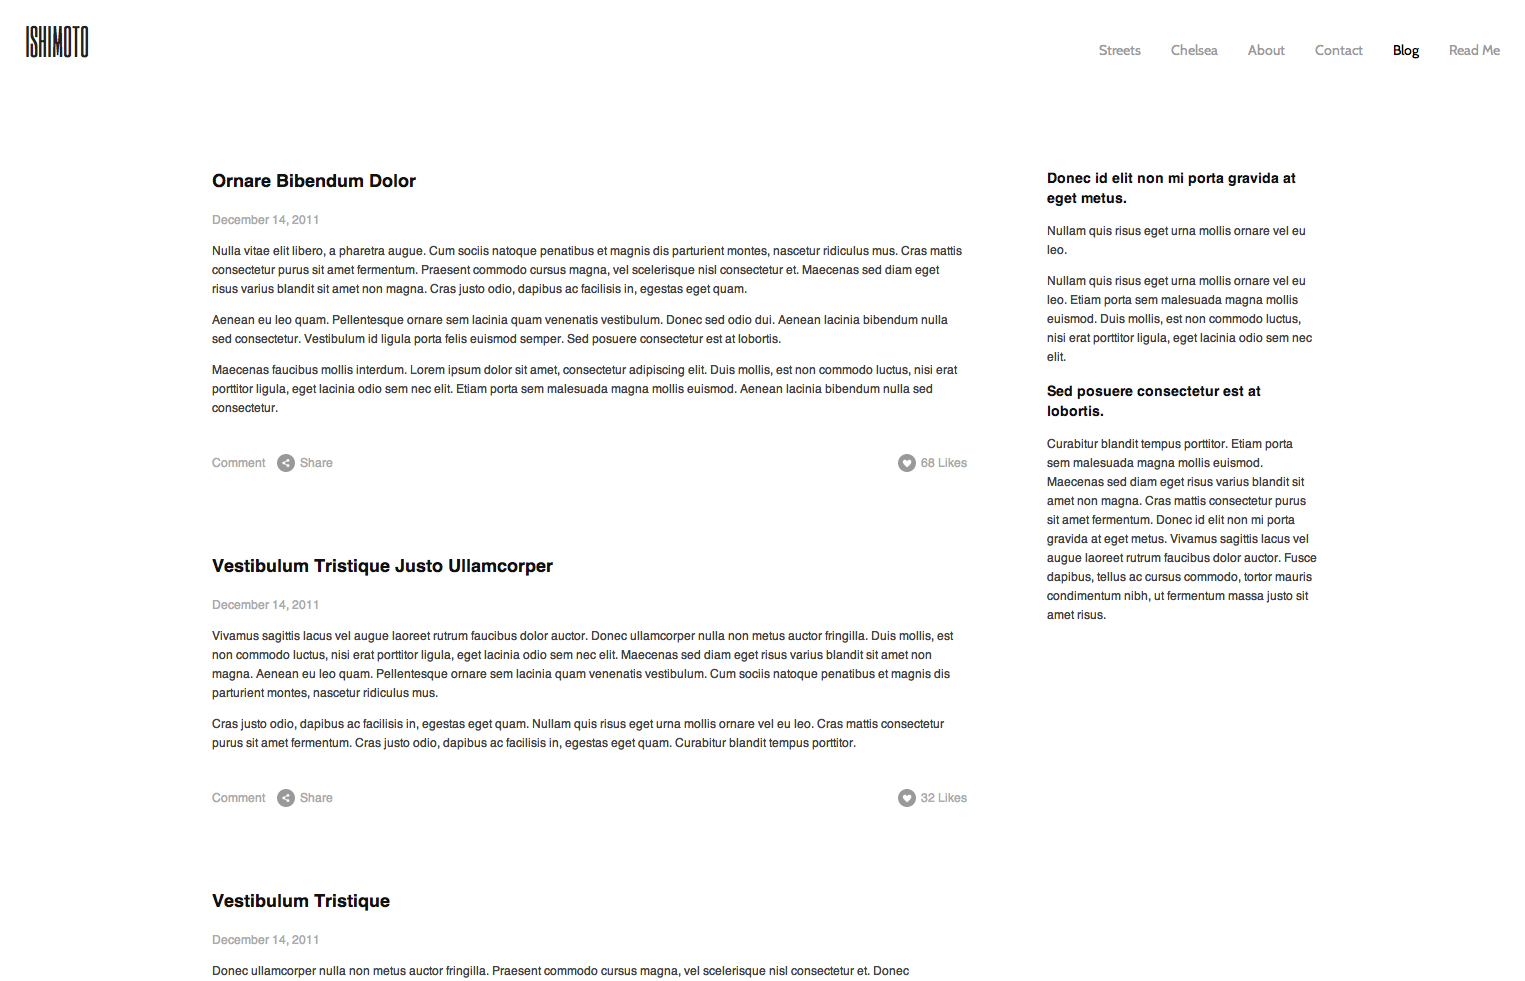 ISHIMOTO
Streets Chelsea About Contact Blog Read Me
Ornare Bibendum Dolor
December 14, 2011
Nulla vitae elit libero, a pharetra augue. Cum sociis natoque penatibus et magnis dis parturient montes, nascetur ridiculus mus. Cras mattis
consectetur purus sit amet fermentum. Praesent commodo cursus magna, vel scelerisque nisl consectetur et. Maecenas sed diam eget
risus varius blandit sit amet non magna. Cras justo odio, dapibus ac facilisis in, egestas eget quam.
Aenean eu leo quam. Pellentesque ornare sem lacinia quam venenatis vestibulum. Donec sed odio dui. Aenean lacinia bibendum nulla
sed consectetur. Vestibulum id ligula porta felis euismod semper. Sed posuere consectetur est at lobortis.
Maecenas faucibus mollis interdum. Lorem ipsum dolor sit amet, consectetur adipiscing elit. Duis mollis, est non commodo luctus, nisi erat
porttitor ligula, eget lacinia odio sem nec elit. Etiam porta sem malesuada magna mollis euismod. Aenean lacinia bibendum nulla sed
consectetur.
Comment Share 68 Likes
Vestibulum Tristique Justo Ullamcorper
December 14, 2011
Vivamus sagittis lacus vel augue laoreet rutrum faucibus dolor auctor. Donec ullamcorper nulla non metus auctor fringilla. Duis mollis, est
non commodo luctus, nisi erat porttitor ligula, eget lacinia odio sem nec elit. Maecenas sed diam eget risus varius blandit sit amet non
magna. Aenean eu leo quam. Pellentesque ornare sem lacinia quam venenatis vestibulum. Cum sociis natoque penatibus et magnis dis
parturient montes, nascetur ridiculus mus.
Cras justo odio, dapibus ac facilisis in, egestas eget quam. Nullam quis risus eget urna mollis ornare vel eu leo. Cras mattis consectetur
purus sit amet fermentum. Cras justo odio, dapibus ac facilisis in, egestas eget quam. Curabitur blandit tempus porttitor.
Comment Share 32 Likes
Vestibulum Tristique
December 14, 2011
Donec ullamcorper nulla non metus auctor fringilla. Praesent commodo cursus magna, vel scelerisque nisl consectetur et. Donec
Donec id elit non mi porta gravida at
eget metus.
Nullam quis risus eget urna mollis ornare vel eu
leo.
Nullam quis risus eget urna mollis ornare vel eu
leo. Etiam porta sem malesuada magna mollis
euismod. Duis mollis, est non commodo luctus,
nisi erat porttitor ligula, eget lacinia odio sem nec
elit.
Sed posuere consectetur est at
lobortis.
Curabitur blandit tempus porttitor. Etiam porta
sem malesuada magna mollis euismod.
Maecenas sed diam eget risus varius blandit sit
amet non magna. Cras mattis consectetur purus
sit amet fermentum. Donec id elit non mi porta
gravida at eget metus. Vivamus sagittis lacus vel
augue laoreet rutrum faucibus dolor auctor. Fusce
dapibus, tellus ac cursus commodo, tortor mauris
condimentum nibh, ut fermentum massa justo sit
amet risus.